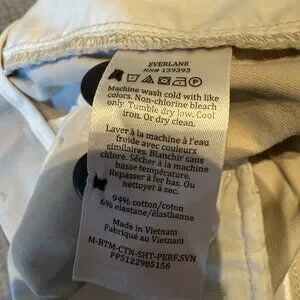 EVERLANE
RN# 139393
Machine wash cold with like
colors. Non-chlorine bleach
only. Tumble dry low. Cool
iron. Or dry clean.
Laver à la machine à l'eau
froide avec couleurs
similaires. Blanchir sans
chlore. Sécher à la machine
basse température.
Repasser à fer bas. Ou
nettoyer à sec.
94% cotton/coton
6% elastane/élasthanne
Made in Vietnam
Fabriqué au Vietnam
M-BTM-CTN-SHT-PERF.SVN
PP5122985156